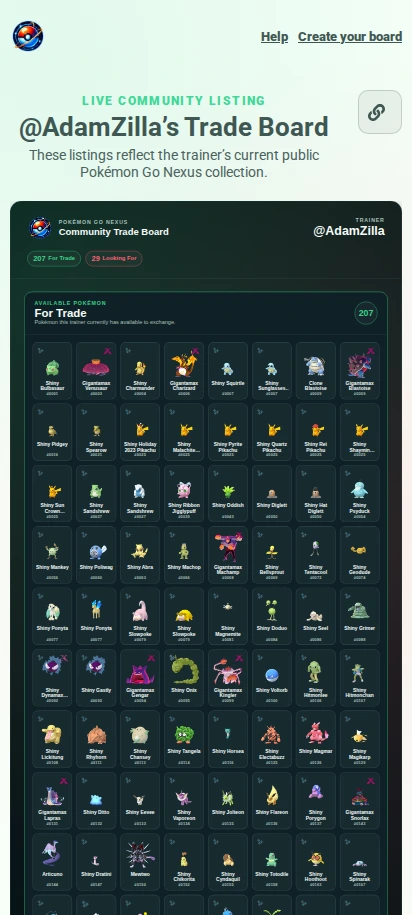 Help Create your board
LIVE COMMUNITY LISTING
@AdamZilla's Trade Board
These listings reflect the trainer's current public
Pokémon Go Nexus collection.
POKÉMON GO NEXUS
Community Trade Board
TRAINER
@AdamZilla
207 For Trade 29 Looking For
AVAILABLE POKÉMON
For Trade
Pokémon this trainer currently has available to exchange.
207
Shiny Bulbasaur
Gigantamax Venusaur
Shiny Charmander
Gigantamax Charizard
Shiny Squirtle
Shiny Sunglasses..
Clone Blastoise
Gigantamax Blastoise
Shiny Pidgey
Shiny Spearow
Shiny Holiday 2023 Pikachu
Shiny Malachite...
Shiny Pyrite Pikachu
Shiny Quartz Pikachu
Shiny Rei Pikachu
Shiny Shaymin...
Shiny Sun Crown...
Shiny Sandshrew
Shiny Sandshrew
Shiny Ribbon Jigglypuff
Shiny Oddish
Shiny Diglett
Shiny Hat Diglett
Shiny Psyduck
Shiny Mankey
Shiny Poliwag
Shiny Abra
Shiny Machop
Gigantamax Machamp
Shiny Bellsprout
Shiny Tentacool
Shiny Geodude
Shiny Ponyta
Shiny Ponyta
Shiny Slowpoke
Shiny Slowpoke
Shiny Magnemite
Shiny Doduo
Shiny Seel
Shiny Grimer
Shiny Dynamax...
Shiny Gastly
Gigantamax Gengar
Shiny Onix
Gigantamax Kingler
Shiny Voltorb
Shiny Hitmonlee
Shiny Hitmonchan
Shiny Lickitung
Shiny Rhyhorn
Shiny Chansey
Shiny Tangela
Shiny Horsea
Shiny Electabuzz
Shiny Magmar
Shiny Magikarp
Gigantamax Lapras
Shiny Ditto
Shiny Eevee
Shiny Vaporeon
Shiny Jolteon
Shiny Flareon
Shiny Porygon
Gigantamax Snorlax
Articuno
Shiny Dratini
Mewtwo
Shiny Chikorita
Shiny Cyndaquil
Shiny Totodile
Shiny Hoothoot
Shiny Spinarak